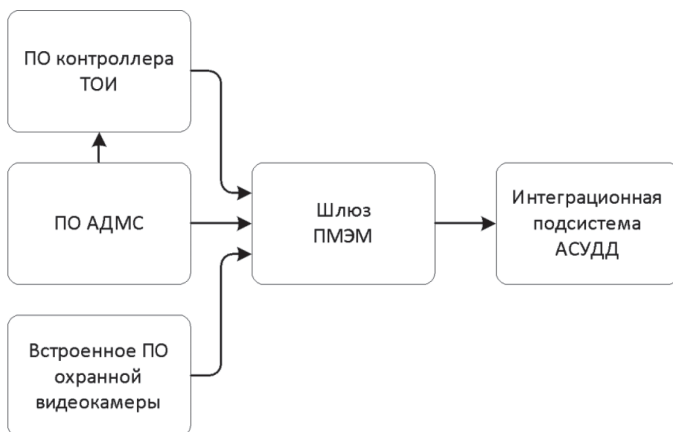 ПО контроллера
ТОИ
ПО АДМС
Встроенное ПО
охранной
видеокамеры
Шлюз
ПМЭМ
Интеграционная
подсистема
АСУДД